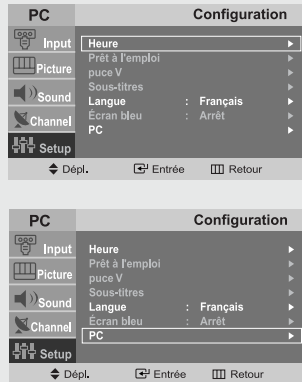 PC Configuration
Input
Picture
Sound
Channel
Setup
Heure
Prêt à l'emploi
puce V
Sous-titres
Langue : Français
Écran bleu : Arrêt
PC
Dépl. Entrée Retour
PC Configuration
Input
Picture
Sound
Channel
Setup
Heure
Prêt à l'emploi
puce V
Sous-titres
Langue : Français
Écran bleu : Arrêt
PC
Dépl. Entrée Retour